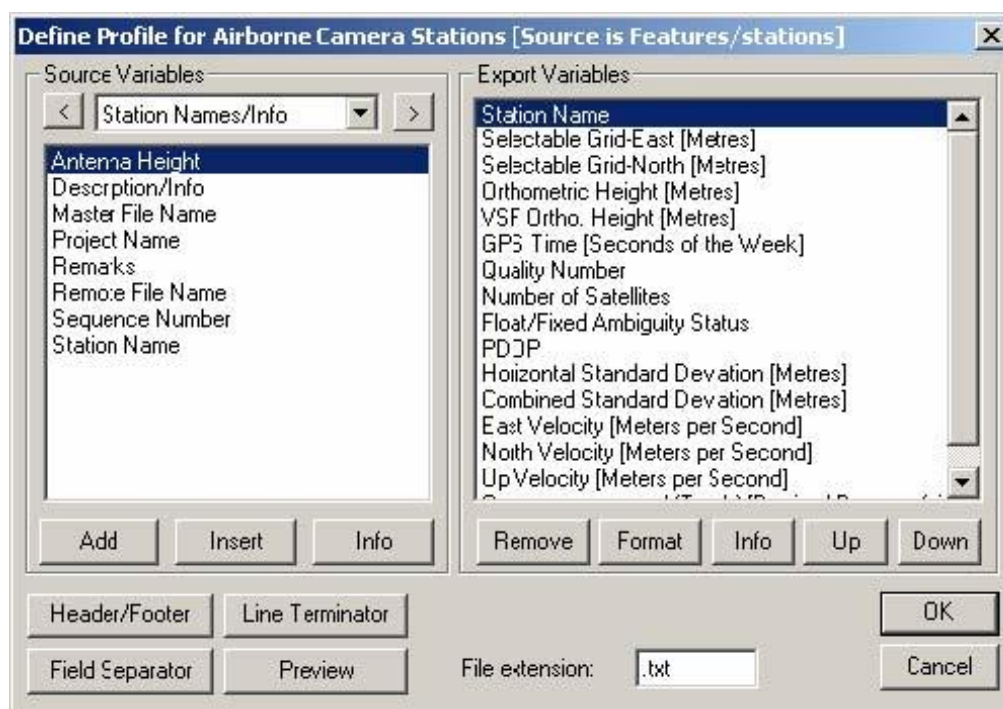 Define Profile for Airborne Camera Stations [Source is Features/stations]
Source Variables
< Station Names/Info >
Antenna Height
Description/Info
Master File Name
Project Name
Remarks
Remote File Name
Sequence Number
Station Name
Add Insert Info
Export Variables
Station Name
Selectable Grid-East [Metres]
Selectable Grid-North [Metres]
Orthometric Height [Metres]
VSF Ortho. Height [Metres]
GPS Time [Seconds of the Week]
Quality Number
Number of Satellites
Float/Fixed Ambiguity Status
PDOP
Horizontal Standard Deviation [Metres]
Combined Standard Deviation [Metres]
East Velocity [Meters per Second]
North Velocity [Meters per Second]
Up Velocity [Meters per Second]
Remove Format Info Up Down
Header/Footer Line Terminator
Field Separator Preview
File extension: .txt
OK
Cancel